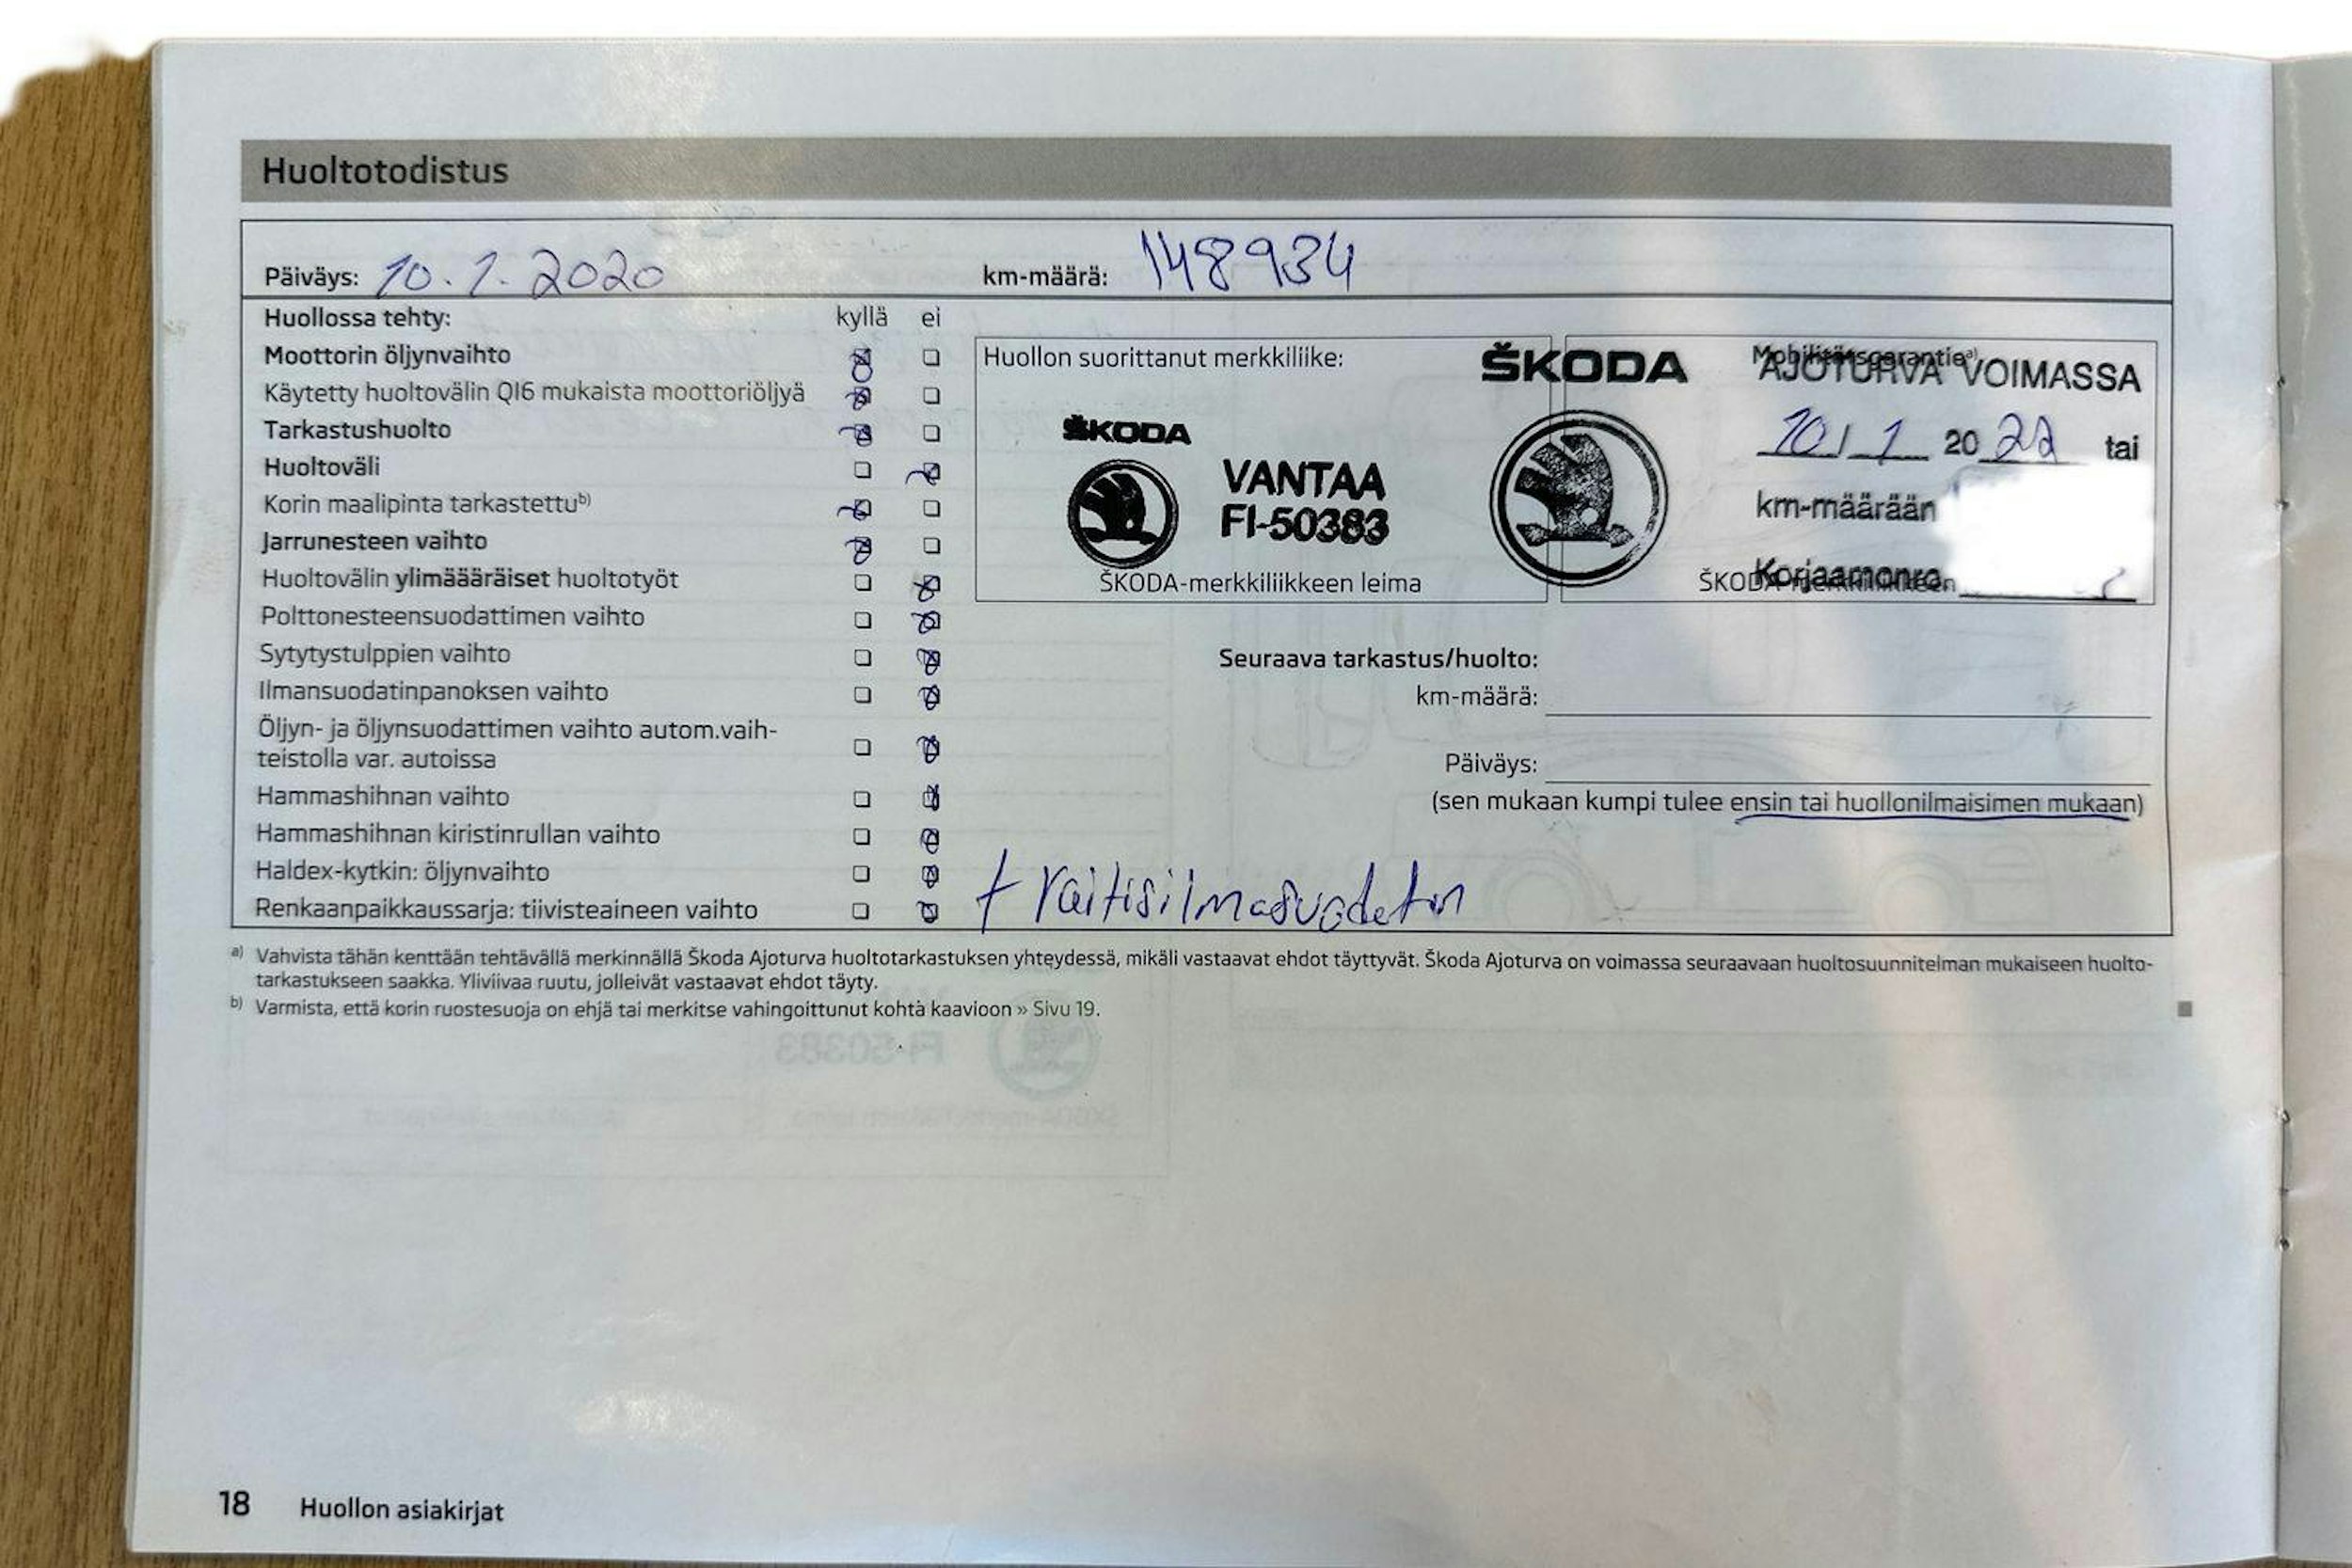 Huoltotodistus
Päiväys: 10.1.2020 km-määrä: 148934
Huollossa tehty: kyllä ei
Moottorin öljynvaihto
Käytetty huoltovälin QI6 mukaista moottoriöljyä
Tarkastushuolto
Huoltoväli
Korin maalipinta tarkastettu b)
Jarrunesteen vaihto
Huoltovälin ylimäääräiset huoltotyöt
Polttonesteensuodattimen vaihto
Sytytystulppien vaihto
Ilmansuodatinpanoksen vaihto
Öljyn- ja öljynsuodattimen vaihto autom.vaih-
teistolla var. autoissa
Hammashihnan vaihto
Hammashihnan kiristinrullan vaihto
Haldex-kytkin: öljynvaihto
Renkaanpaikkaussarja: tiivisteaineen vaihto
Huollon suorittanut merkkiliike:
ŠKODA
VANTAA
FI-50383
ŠKODA-merkkiliikkeen leima
ŠKODA
Mobilitätsgarantie a)
AJOTURVA VOIMASSA
10/1 2022 tai
km-määrään
Korjaamonro
ŠKODA-merkkiliikkeen
Seuraava tarkastus/huolto:
km-määrä:
Päiväys:
(sen mukaan kumpi tulee ensin tai huollonilmaisimen mukaan)
+ raitisilmasuodatin
a) Vahvista tähän kenttään tehtävällä merkinnällä Škoda Ajoturva huoltotarkastuksen yhteydessä, mikäli vastaavat ehdot täyttyvät. Škoda Ajoturva on voimassa seuraavaan huoltosuunnitelman mukaiseen huolto-
tarkastukseen saakka. Yliviivaa ruutu, jolleivät vastaavat ehdot täyty.
b) Varmista, että korin ruostesuoja on ehjä tai merkitse vahingoittunut kohta kaavioon » Sivu 19.
FI-50383
18 Huollon asiakirjat